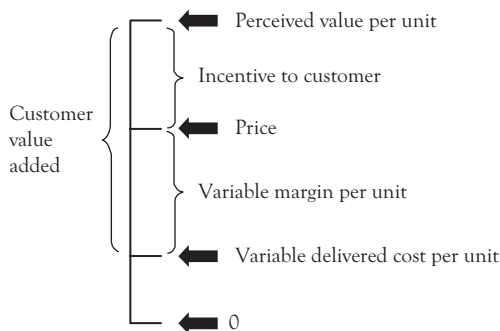 Perceived value per unit
Incentive to customer
Customer
value
added
Price
Variable margin per unit
Variable delivered cost per unit
0